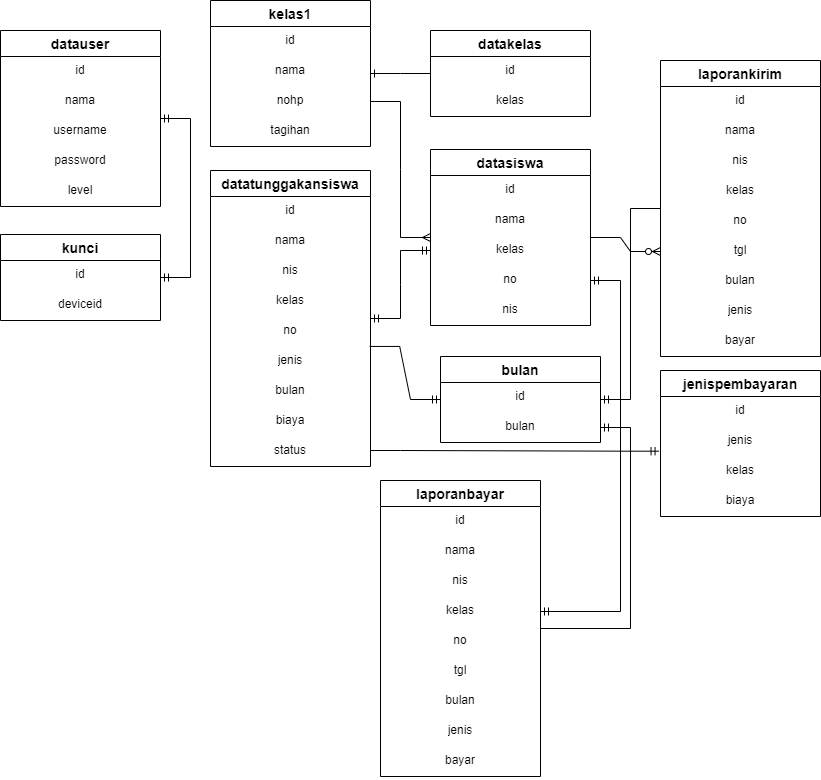 kelas1
id
nama
nohp
tagihan
datauser
id
nama
username
password
level
datakelas
id
kelas
laporankirim
id
nama
nis
kelas
no
tgl
bulan
jenis
bayar
datasiswa
id
nama
kelas
no
nis
datatunggakansiswa
id
nama
nis
kelas
no
jenis
bulan
biaya
status
kunci
id
deviceid
bulan
id
bulan
jenispembayaran
id
jenis
kelas
biaya
laporanbayar
id
nama
nis
kelas
no
tgl
bulan
jenis
bayar